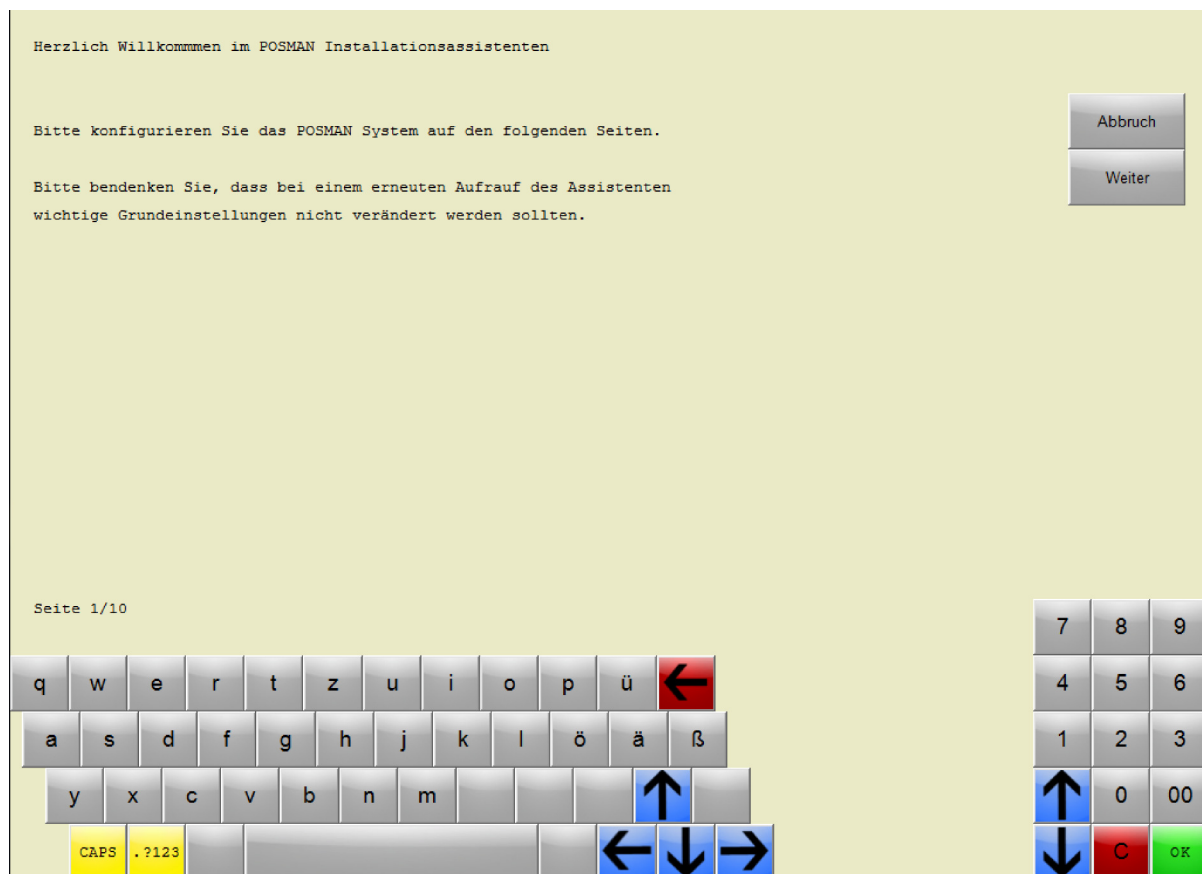 Herzlich Willkommmen im POSMAN Installationsassistenten
Bitte konfigurieren Sie das POSMAN System auf den folgenden Seiten.
Bitte bendenken Sie, dass bei einem erneuten Aufrauf des Assistenten
wichtige Grundeinstellungen nicht verändert werden sollten.
Abbruch
Weiter
Seite 1/10
q w e r t z u i o p ü
a s d f g h j k l ö ä ß
y x c v b n m
CAPS .?123
7 8 9
4 5 6
1 2 3
0 00
C OK